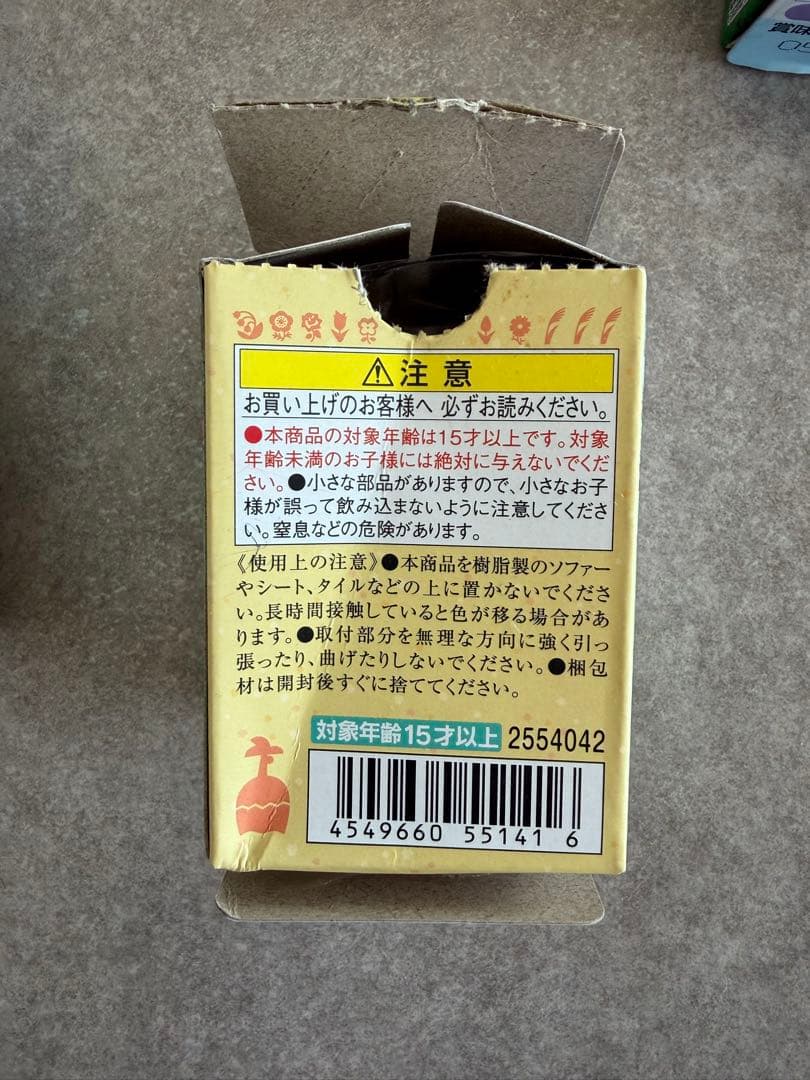 賞味
注意
お買い上げのお客様へ 必ずお読みください。
●本商品の対象年齢は15才以上です。対象
年齢未満のお子様には絶対に与えないでくだ
さい。●小さな部品がありますので、小さなお子
様が誤って飲み込まないように注意してくださ
い。窒息などの危険があります。
《使用上の注意》●本商品を樹脂製のソファー
やシート、タイルなどの上に置かないでくださ
い。長時間接触していると色が移る場合があ
ります。●取付部分を無理な方向に強く引っ
張ったり、曲げたりしないでください。●梱包
材は開封後すぐに捨ててください。
対象年齢15才以上 2554042
4549660 55141 6